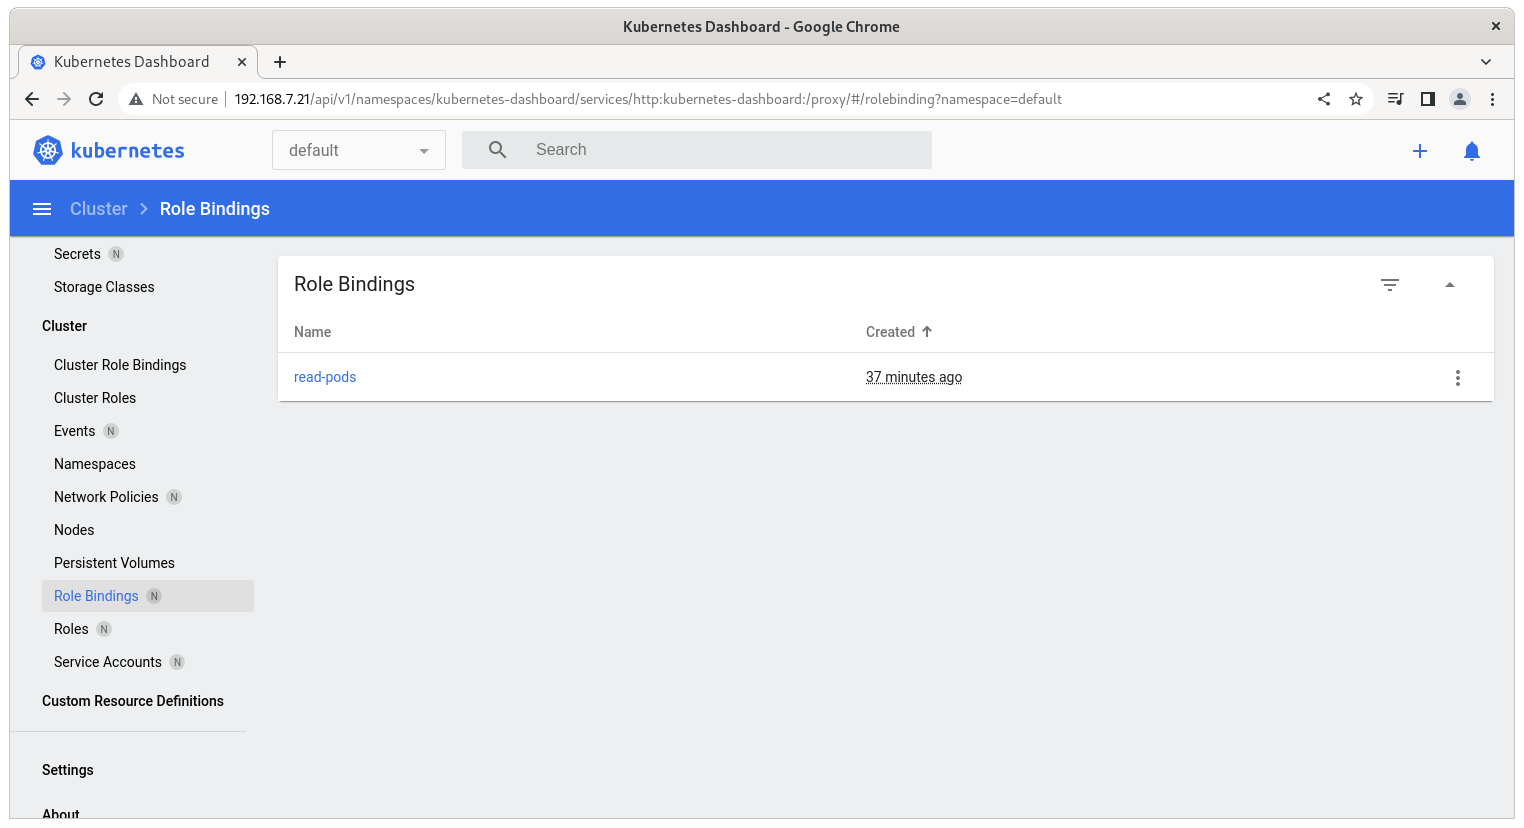 Kubernetes Dashboard - Google Chrome
Kubernetes Dashboard
Not secure 192.168.7.21/api/v1/namespaces/kubernetes-dashboard/services/http:kubernetes-dashboard:/proxy/#/rolebinding?namespace=default
kubernetes default Search
Cluster Role Bindings
Secrets N
Storage Classes
Cluster
Cluster Role Bindings
Cluster Roles
Events N
Namespaces
Network Policies N
Nodes
Persistent Volumes
Role Bindings N
Roles N
Service Accounts N
Custom Resource Definitions
Settings
About
Role Bindings
Name Created
read-pods 37 minutes ago